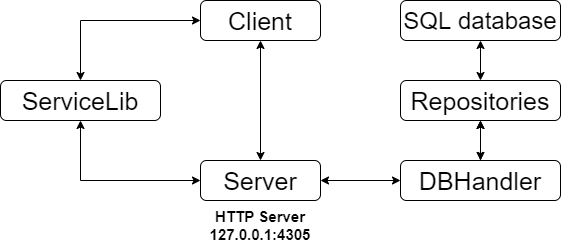 Client
SQL database
ServiceLib
Repositories
Server
DBHandler
HTTP Server
127.0.0.1:4305